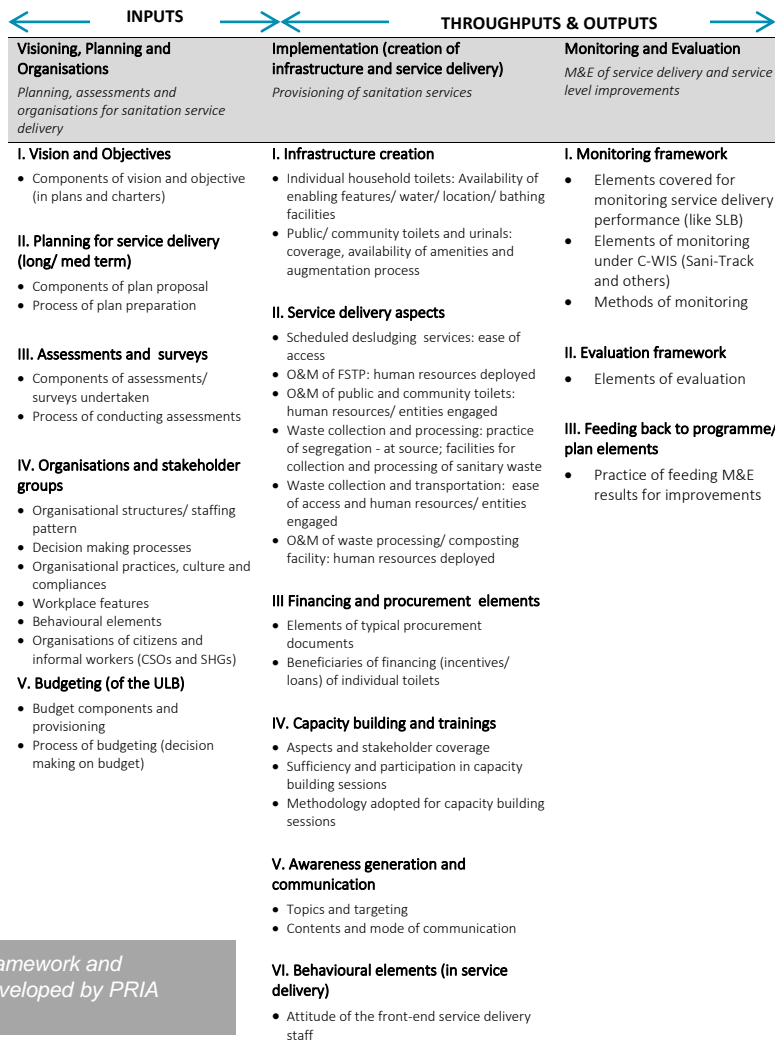 INPUTS
THROUGHPUTS & OUTPUTS
Visioning, Planning and
Organisations
Planning, assessments and
organisations for sanitation service
delivery
Implementation (creation of
infrastructure and service delivery)
Provisioning of sanitation services
Monitoring and Evaluation
M&E of service delivery and service
level improvements
I. Vision and Objectives
• Components of vision and objective
(in plans and charters)
II. Planning for service delivery
(long/ med term)
• Components of plan proposal
• Process of plan preparation
III. Assessments and surveys
• Components of assessments/
surveys undertaken
• Process of conducting assessments
IV. Organisations and stakeholder
groups
• Organisational structures/ staffing
pattern
• Decision making processes
• Organisational practices, culture and
compliances
• Workplace features
• Behavioural elements
• Organisations of citizens and
informal workers (CSOs and SHGs)
V. Budgeting (of the ULB)
• Budget components and
provisioning
• Process of budgeting (decision
making on budget)
I. Infrastructure creation
• Individual household toilets: Availability of
enabling features/ water/ location/ bathing
facilities
• Public/ community toilets and urinals:
coverage, availability of amenities and
augmentation process
II. Service delivery aspects
• Scheduled desludging services: ease of
access
• O&M of FSTP: human resources deployed
• O&M of public and community toilets:
human resources/ entities engaged
• Waste collection and processing: practice
of segregation - at source; facilities for
collection and processing of sanitary waste
• Waste collection and transportation: ease
of access and human resources/ entities
engaged
• O&M of waste processing/ composting
facility: human resources deployed
III Financing and procurement elements
• Elements of typical procurement
documents
• Beneficiaries of financing (incentives/
loans) of individual toilets
IV. Capacity building and trainings
• Aspects and stakeholder coverage
• Sufficiency and participation in capacity
building sessions
• Methodology adopted for capacity building
sessions
V. Awareness generation and
communication
• Topics and targeting
• Contents and mode of communication
VI. Behavioural elements (in service
delivery)
• Attitude of the front-end service delivery
staff
I. Monitoring framework
• Elements covered for
monitoring service delivery
performance (like SLB)
• Elements of monitoring
under C-WIS (Sani-Track
and others)
• Methods of monitoring
II. Evaluation framework
• Elements of evaluation
III. Feeding back to programme/
plan elements
• Practice of feeding M&E
results for improvements
amework and
veloped by PRIA